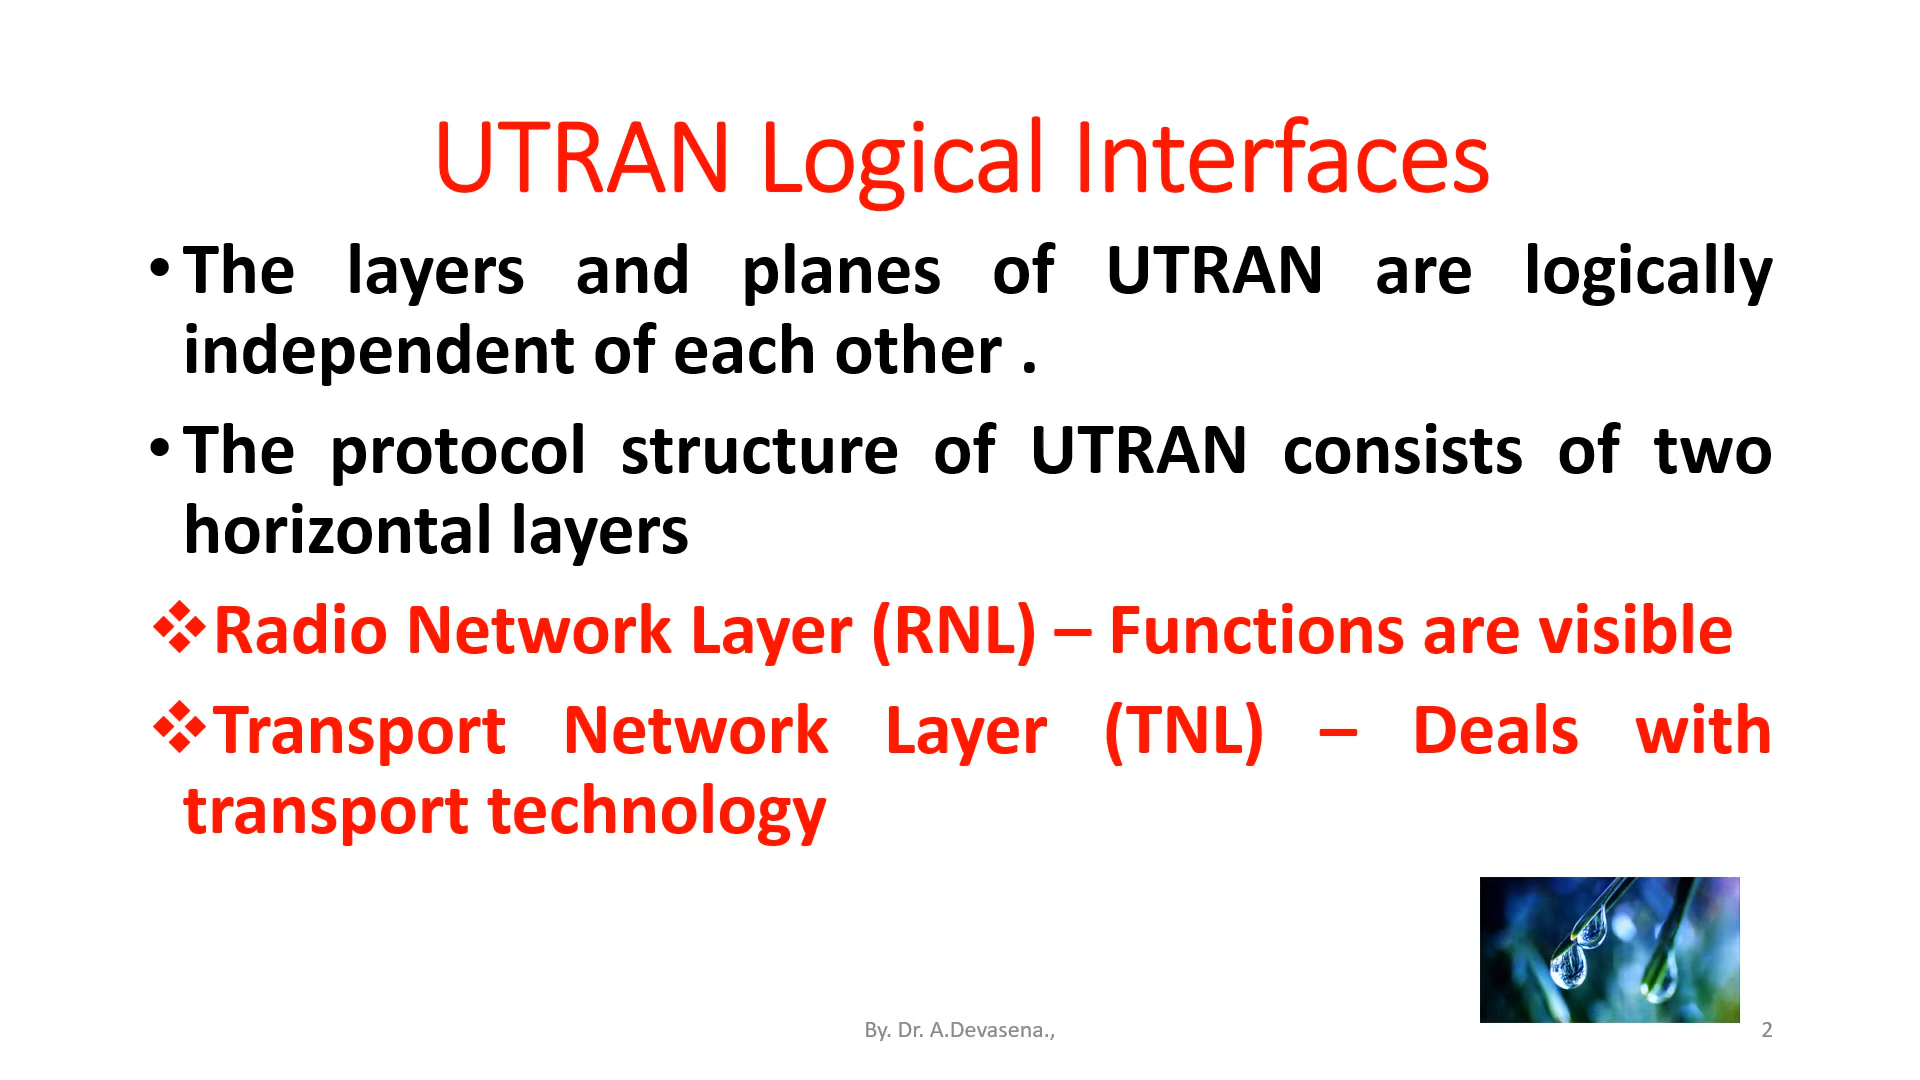 UTRAN Logical Interfaces
• The layers and planes of UTRAN are logically
independent of each other .
• The protocol structure of UTRAN consists of two
horizontal layers
❖Radio Network Layer (RNL) – Functions are visible
❖Transport Network Layer (TNL) – Deals with
transport technology
By. Dr. A.Devasena.,
2